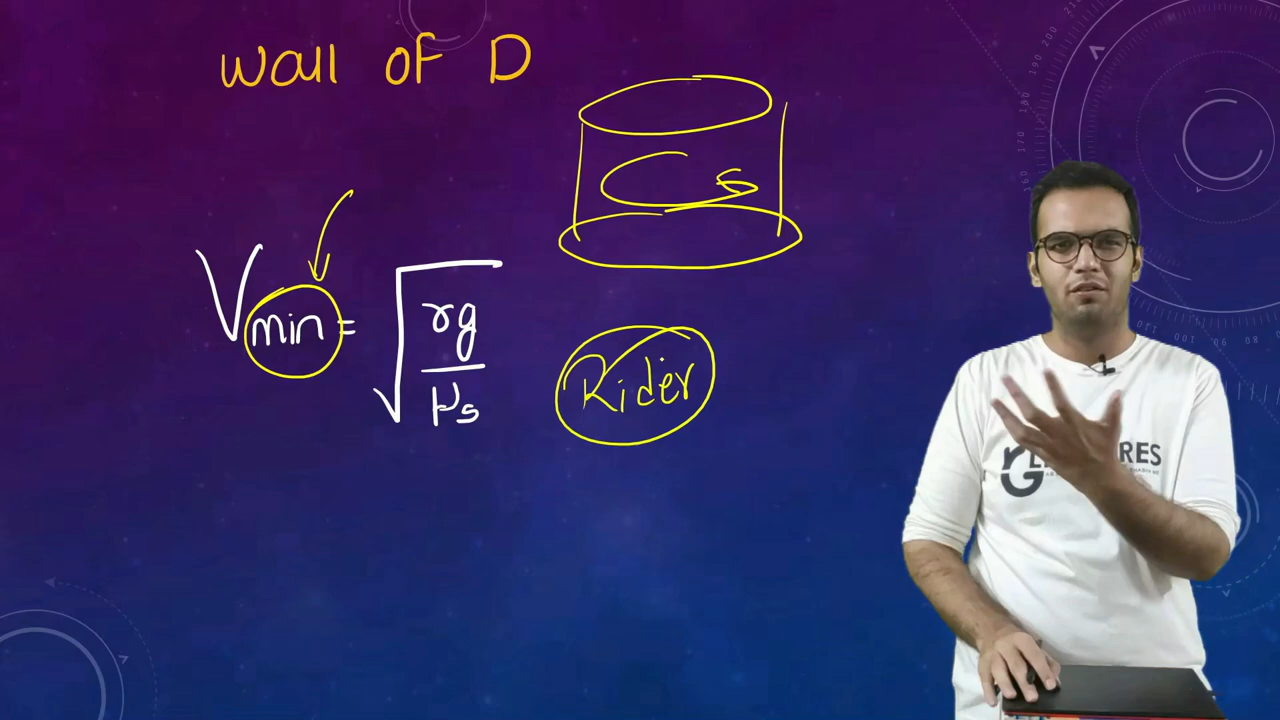 Wall of D
Vmin = √(rg/μs)
Rider